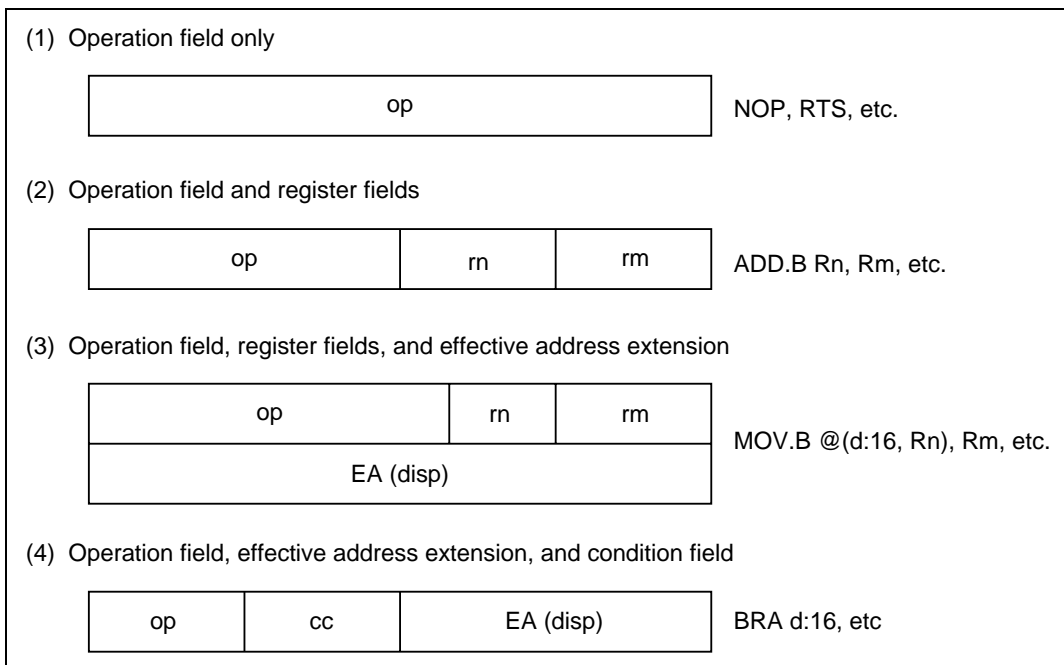 (1) Operation field only
op
NOP, RTS, etc.
(2) Operation field and register fields
op rn rm
ADD.B Rn, Rm, etc.
(3) Operation field, register fields, and effective address extension
op rn rm
EA (disp)
MOV.B @(d:16, Rn), Rm, etc.
(4) Operation field, effective address extension, and condition field
op cc EA (disp)
BRA d:16, etc